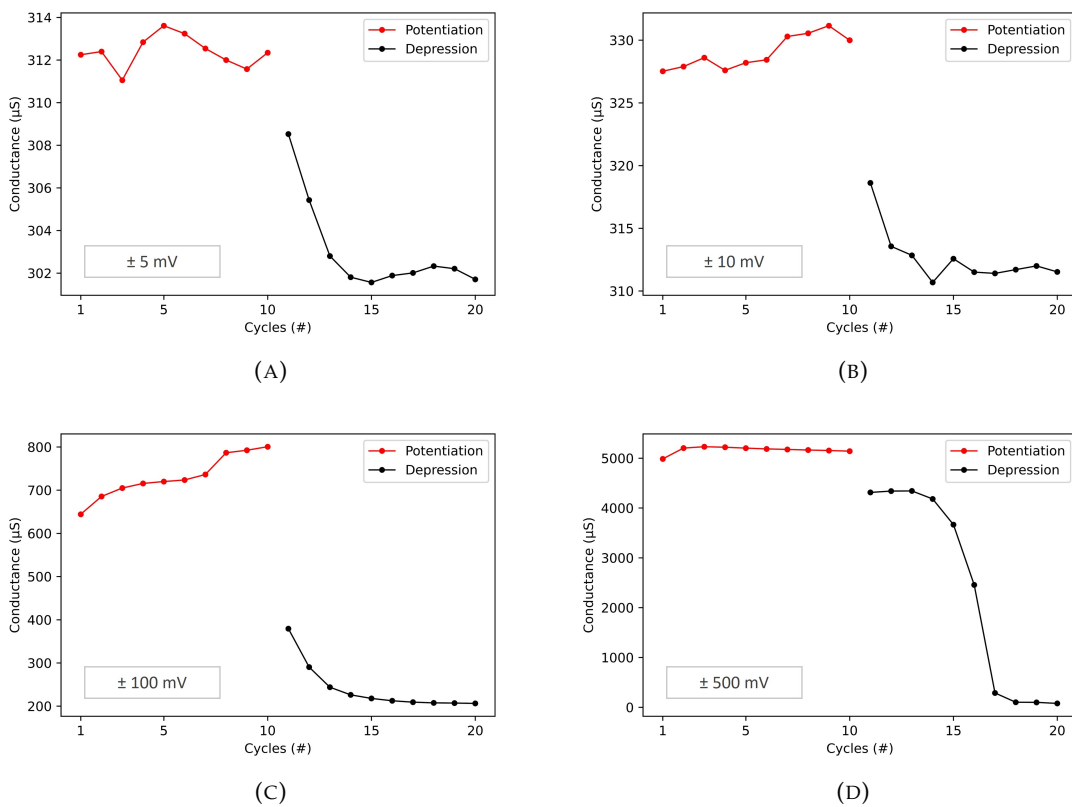 314
312
310
308
306
304
302
Conductance (µS)
Potentiation
Depression
± 5 mV
1 5 10 15 20
Cycles (#)
(A)
330
325
320
315
310
Conductance (µS)
Potentiation
Depression
± 10 mV
1 5 10 15 20
Cycles (#)
(B)
800
700
600
500
400
300
200
Conductance (µS)
Potentiation
Depression
± 100 mV
1 5 10 15 20
Cycles (#)
(C)
5000
4000
3000
2000
1000
0
Conductance (µS)
Potentiation
Depression
± 500 mV
1 5 10 15 20
Cycles (#)
(D)